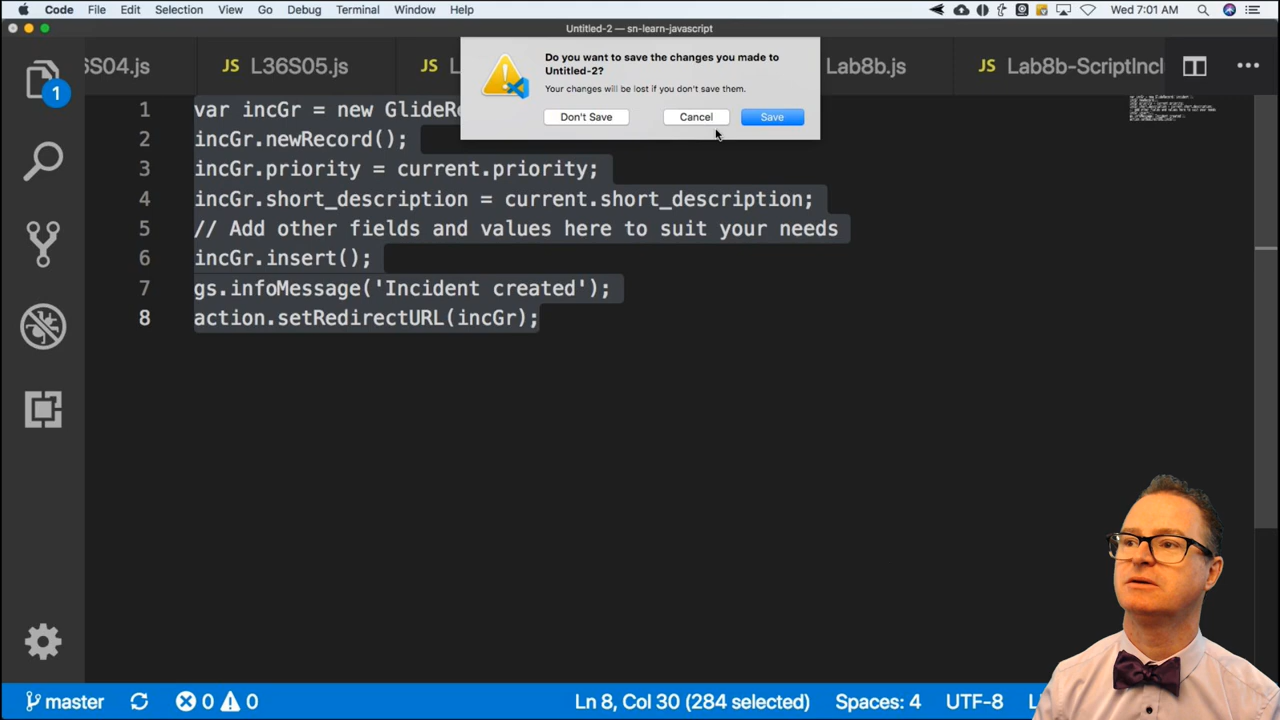 Code File Edit Selection View Go Debug Terminal Window Help Wed 7:01 AM
Untitled-2 — sn-learn-javascript
Do you want to save the changes you made to
Untitled-2?
Your changes will be lost if you don't save them.
Don't Save Cancel Save
S04.js JS L36S05.js JS Lab8b.js JS Lab8b-ScriptIncl
1
1 var incGr = new GlideRe
2 incGr.newRecord();
3 incGr.priority = current.priority;
4 incGr.short_description = current.short_description;
5 // Add other fields and values here to suit your needs
6 incGr.insert();
7 gs.infoMessage('Incident created');
8 action.setRedirectURL(incGr);
master 0 0 Ln 8, Col 30 (284 selected) Spaces: 4 UTF-8